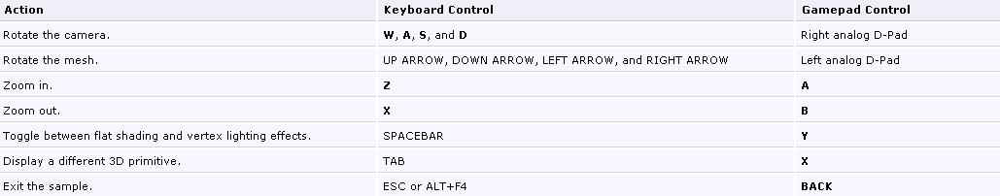 Action Keyboard Control Gamepad Control
Rotate the camera. W, A, S, and D Right analog D-Pad
Rotate the mesh. UP ARROW, DOWN ARROW, LEFT ARROW, and RIGHT ARROW Left analog D-Pad
Zoom in. Z A
Zoom out. X B
Toggle between flat shading and vertex lighting effects. SPACEBAR Y
Display a different 3D primitive. TAB X
Exit the sample. ESC or ALT+F4 BACK